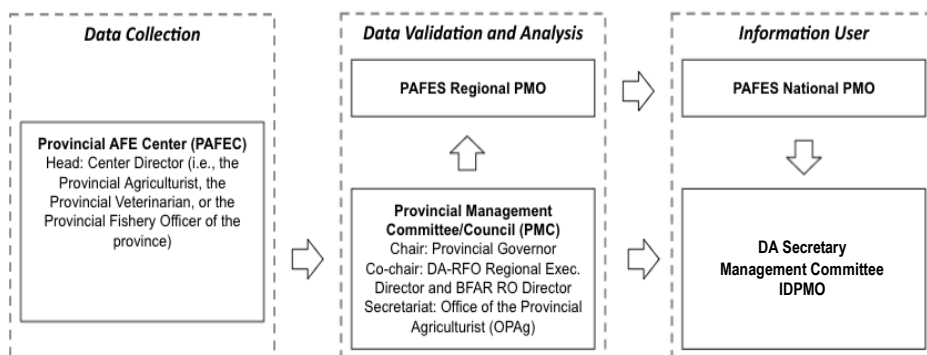 Data Collection
Provincial AFE Center (PAFEC)
Head: Center Director (i.e., the
Provincial Agriculturist, the
Provincial Veterinarian, or the
Provincial Fishery Officer of the
province)
Data Validation and Analysis
PAFES Regional PMO
Provincial Management
Committee/Council (PMC)
Chair: Provincial Governor
Co-chair: DA-RFO Regional Exec.
Director and BFAR RO Director
Secretariat: Office of the Provincial
Agriculturist (OPAg)
Information User
PAFES National PMO
DA Secretary
Management Committee
IDPMO